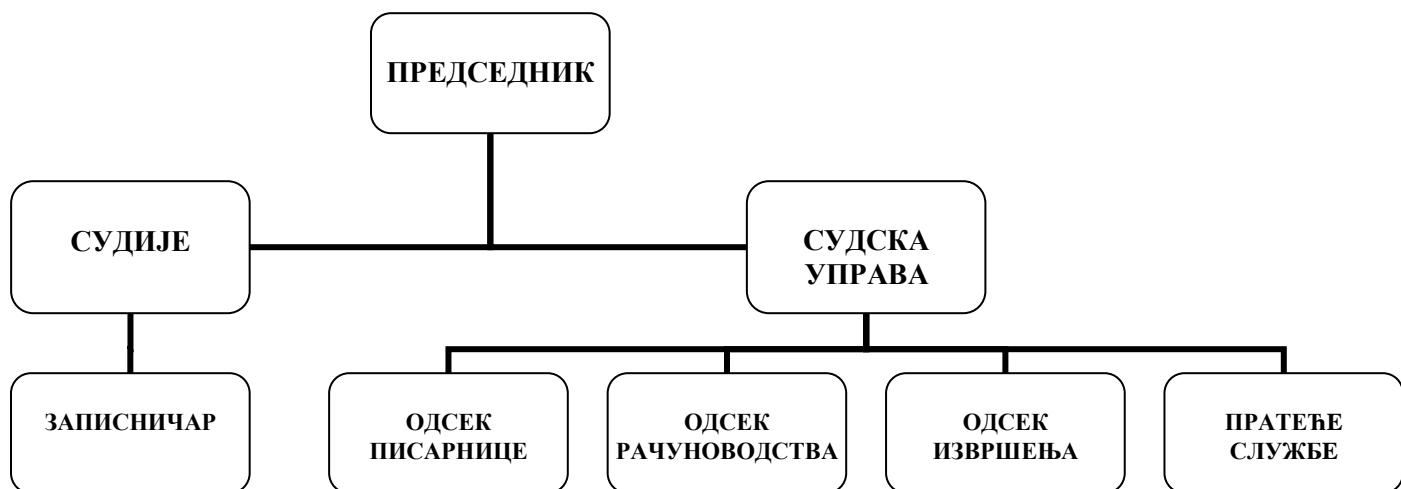 ПРЕДСЕДНИК
СУДИЈЕ
СУДСКА
УПРАВА
ЗАПИСНИЧАР
ОДСЕК
ПИСАРНИЦЕ
ОДСЕК
РАЧУНОВОДСТВА
ОДСЕК
ИЗВРШЕЊА
ПРАТЕЋЕ
СЛУЖБЕ